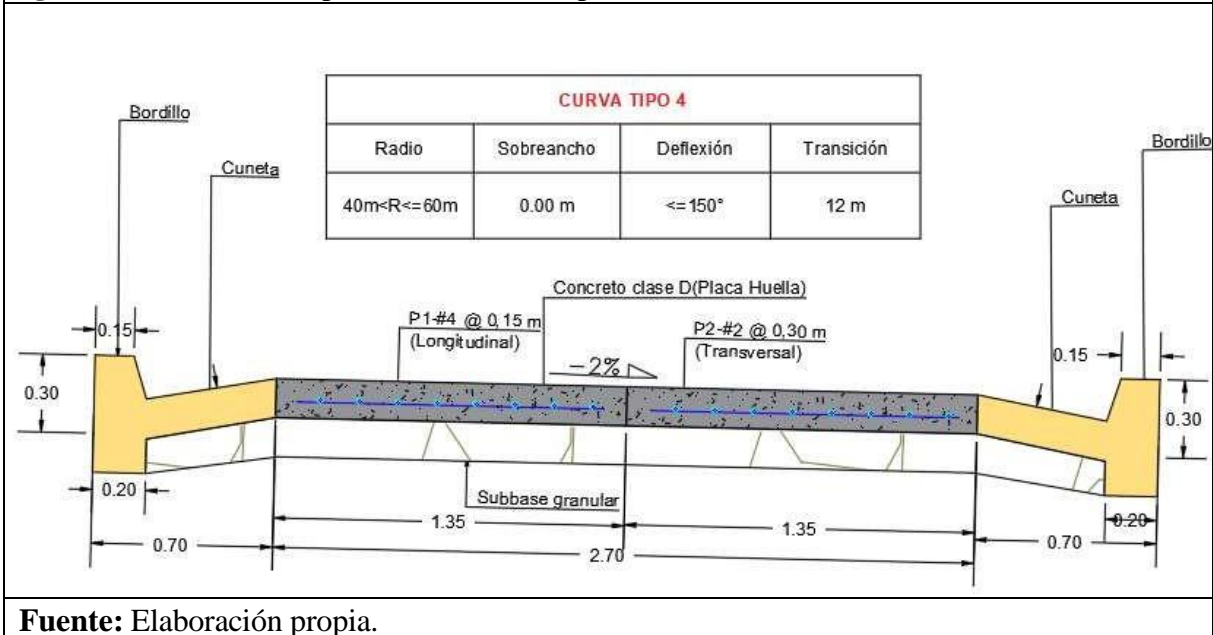 CURVA TIPO 4
Radio Sobreancho Deflexión Transición
40m<R<=60m 0.00 m <=150° 12 m
Bordillo
Cuneta
Bordillo
Cuneta
Concreto clase D(Placa Huella)
P1-#4 @ 0,15 m
(Longitudinal)
P2-#2 @ 0,30 m
(Transversal)
-2%
0.15
0.30
0.15
0.30
0.20
Subbase granular
0.20
1.35
1.35
0.70
2.70
0.70
Fuente: Elaboración propia.